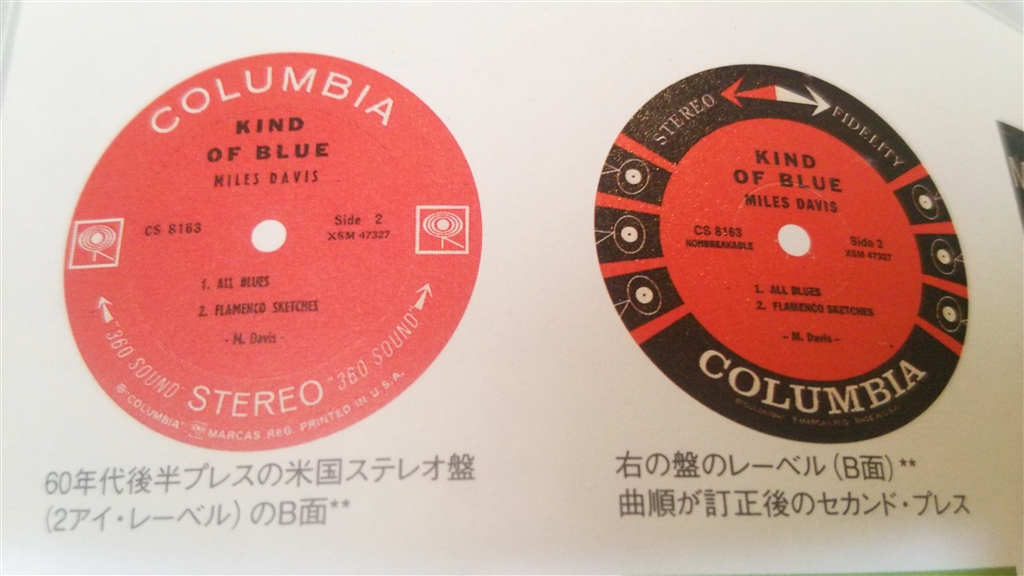 COLUMBIA
KIND
OF BLUE
MILES DAVIS
CS 8163
Side 2
XSM 47327
1. ALL BLUES
2. FLAMENCO SKETCHES
- M. Davis -
"360 SOUND" STEREO "360 SOUND"
® "COLUMBIA", MARCAS REG. PRINTED IN U.S.A.
60年代後半プレスの米国ステレオ盤
(2アイ・レーベル)のB面**
STEREO FIDELITY
KIND
OF BLUE
MILES DAVIS
CS 8163
NONBREAKABLE
Side 2
XSM 47327
1. ALL BLUES
2. FLAMENCO SKETCHES
- M. Davis -
COLUMBIA
右の盤のレーベル(B面)**
曲順が訂正後のセカンド・プレス